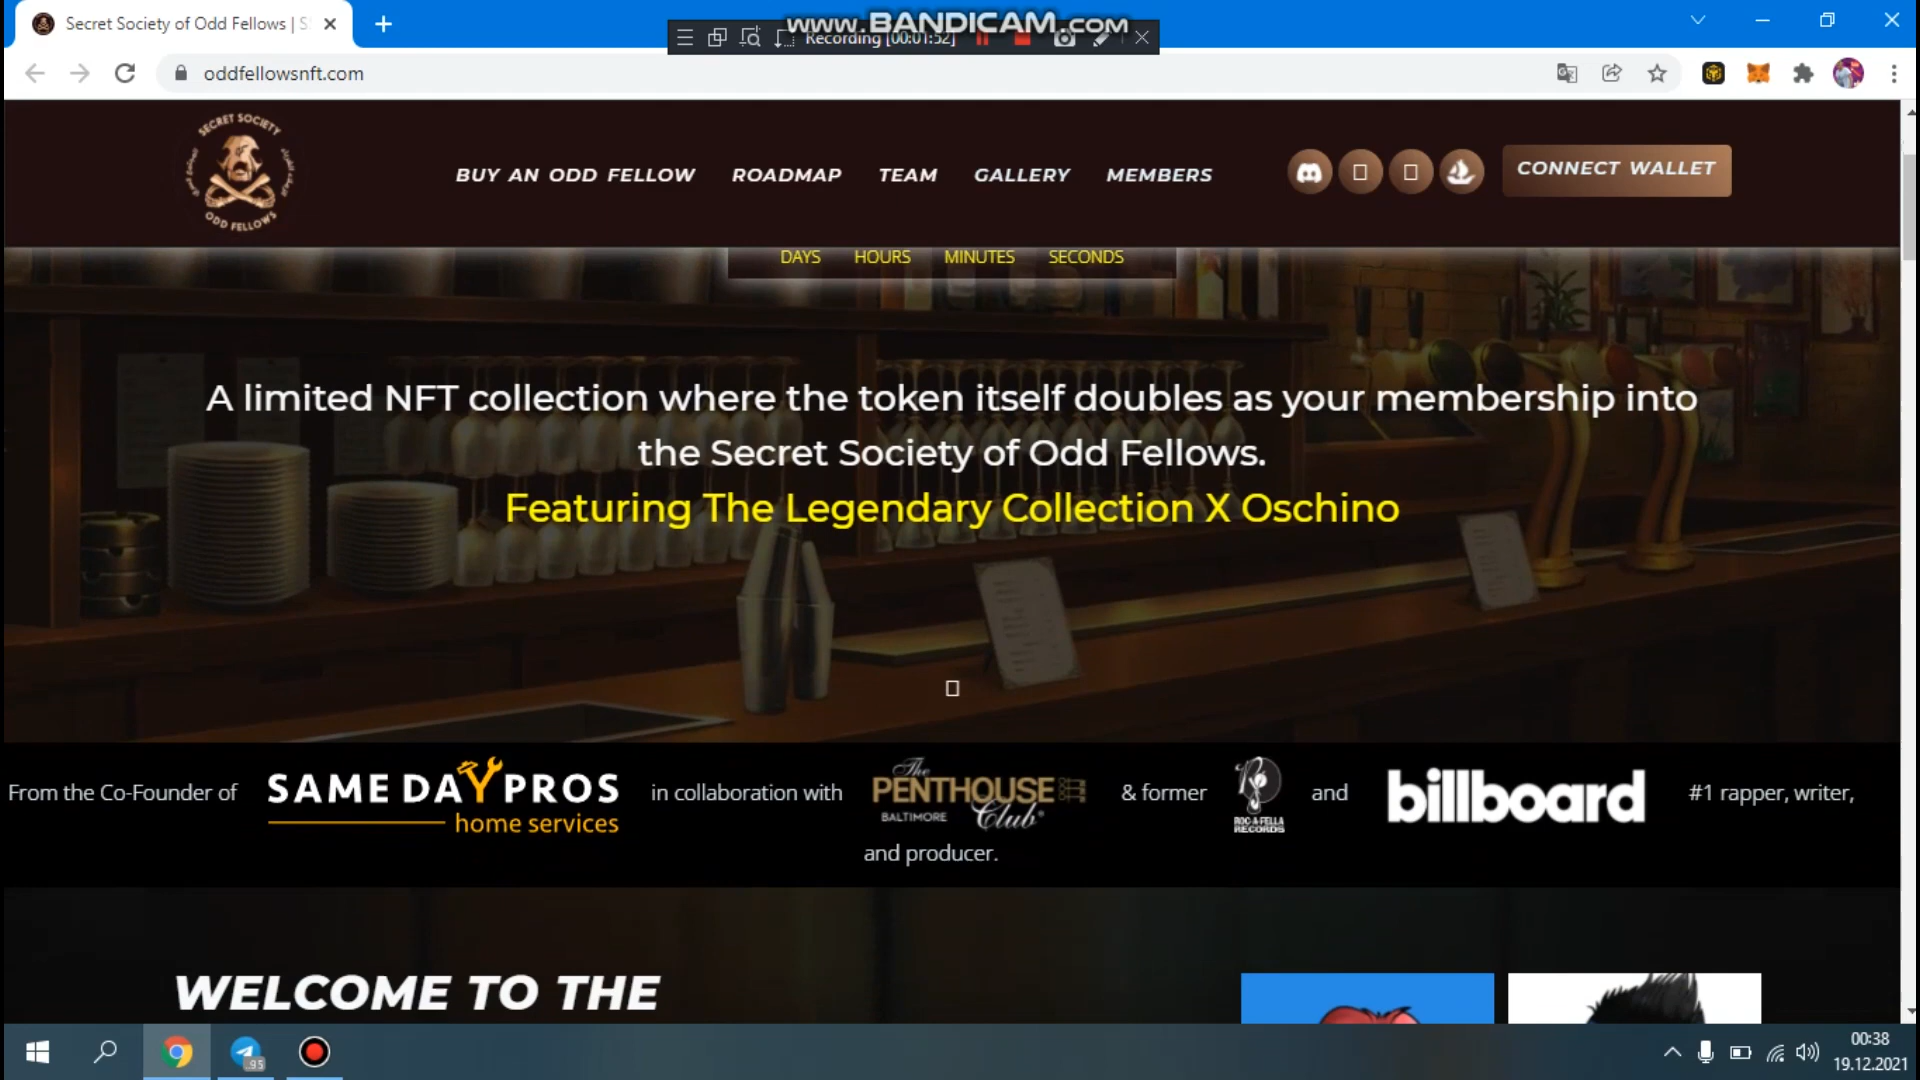 Secret Society of Odd Fellows | S
www.BANDICAM.com
Recording [00:01:52]
oddfellowsnft.com
SECRET SOCIETY
ODD FELLOWS
BUY AN ODD FELLOW
ROADMAP
TEAM
GALLERY
MEMBERS
CONNECT WALLET
DAYS HOURS MINUTES SECONDS
A limited NFT collection where the token itself doubles as your membership into
the Secret Society of Odd Fellows.
Featuring The Legendary Collection X Oschino
From the Co-Founder of SAME DAY PROS home services in collaboration with The PENTHOUSE Club BALTIMORE & former ROC-A-FELLA RECORDS and billboard #1 rapper, writer,
and producer.
WELCOME TO THE
95
00:38
19.12.2021